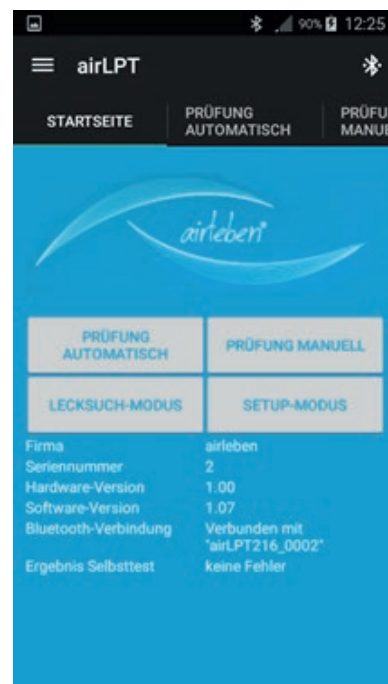 90% 12:25
airLPT
STARTSEITE
PRÜFUNG
AUTOMATISCH
PRÜFU
MANUE
airleben®
PRÜFUNG
AUTOMATISCH
PRÜFUNG MANUELL
LECKSUCH-MODUS
SETUP-MODUS
Firma airleben
Seriennummer 2
Hardware-Version 1.00
Software-Version 1.07
Bluetooth-Verbindung Verbunden mit
"airLPT216_0002"
Ergebnis Selbsttest keine Fehler